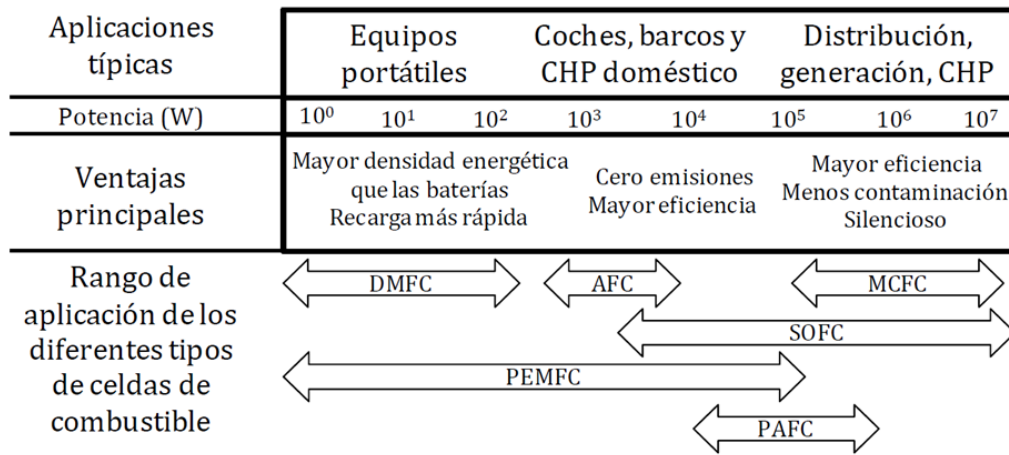 Aplicaciones
típicas
Equipos
portátiles
Coches, barcos y
CHP doméstico
Distribución,
generación, CHP
Potencia (W)
10⁰ 10¹ 10² 10³ 10⁴ 10⁵ 10⁶ 10⁷
Ventajas
principales
Mayor densidad energética
que las baterías
Recarga más rápida
Cero emisiones
Mayor eficiencia
Mayor eficiencia
Menos contaminación
Silencioso
Rango de
aplicación de los
diferentes tipos
de celdas de
combustible
DMFC
AFC
MCFC
SOFC
PEMFC
PAFC